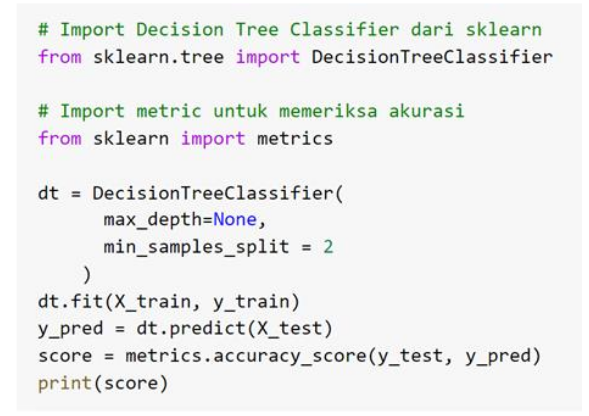 # Import Decision Tree Classifier dari sklearn
from sklearn.tree import DecisionTreeClassifier
# Import metric untuk memeriksa akurasi
from sklearn import metrics
dt = DecisionTreeClassifier(
max_depth=None,
min_samples_split = 2
)
dt.fit(X_train, y_train)
y_pred = dt.predict(X_test)
score = metrics.accuracy_score(y_test, y_pred)
print(score)